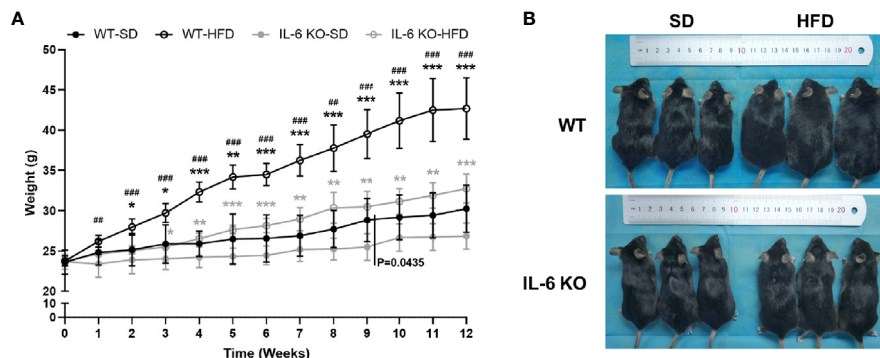 A
WT-SD WT-HFD IL-6 KO-SD IL-6 KO-HFD
Weight (g)
50
45
40
35
30
25
20
10
0
## ### ### ### ### ### ### ## ### ### ### ###
* * *** ** *** *** *** *** *** *** ***
* ** *** *** ** ** ** ** ** ***
P=0.0435
0 1 2 3 4 5 6 7 8 9 10 11 12
Time (Weeks)
B
SD HFD
1 2 3 4 5 6 7 8 9 10 11 12 13 14 15 16 17 18 19 20
WT
1 2 3 4 5 6 7 8 9 10 11 12 13 14 15 16 17 18 19 20
IL-6 KO